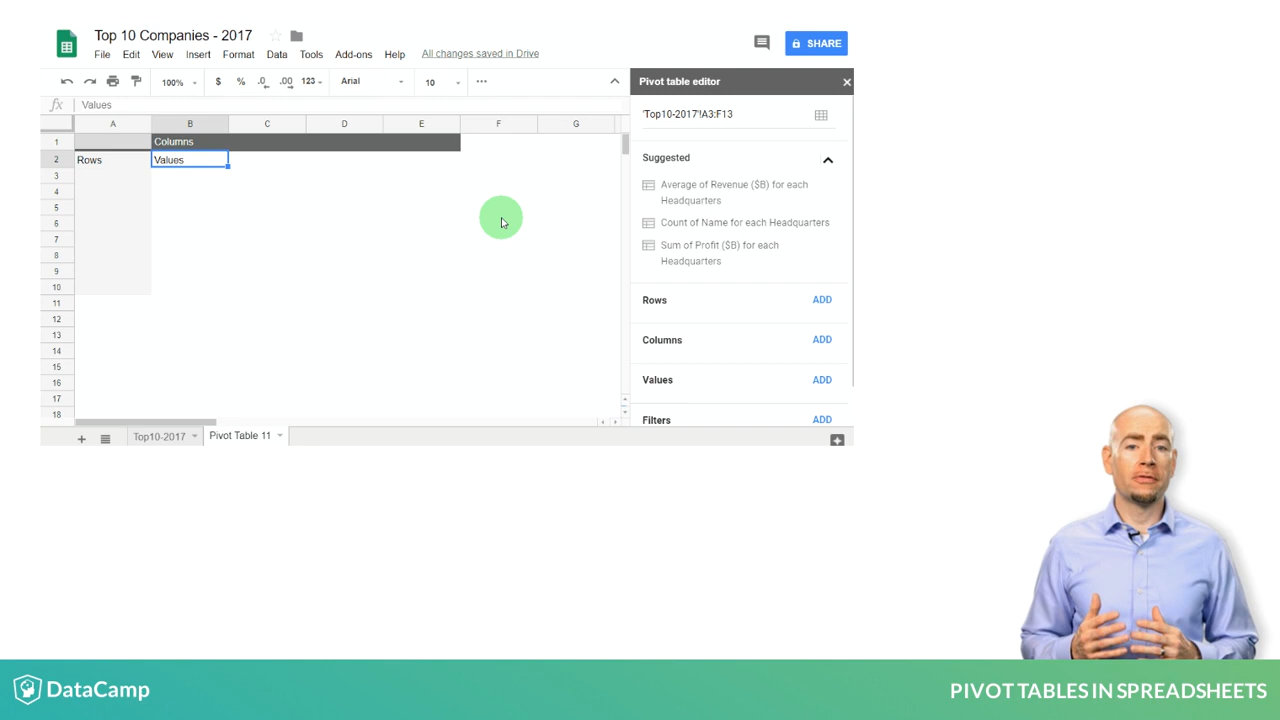 Top 10 Companies - 2017
File Edit View Insert Format Data Tools Add-ons Help All changes saved in Drive
SHARE
100% $ % .0 .00 123 Arial 10
Pivot table editor
fx Values
'Top10-2017'!A3:F13
A B C D E F G
1 Columns
2 Rows Values
3
4
5
6
7
8
9
10
11
12
13
14
15
16
17
18
Suggested
Average of Revenue ($B) for each
Headquarters
Count of Name for each Headquarters
Sum of Profit ($B) for each
Headquarters
Rows ADD
Columns ADD
Values ADD
Filters ADD
Top10-2017 Pivot Table 11
DataCamp
PIVOT TABLES IN SPREADSHEETS